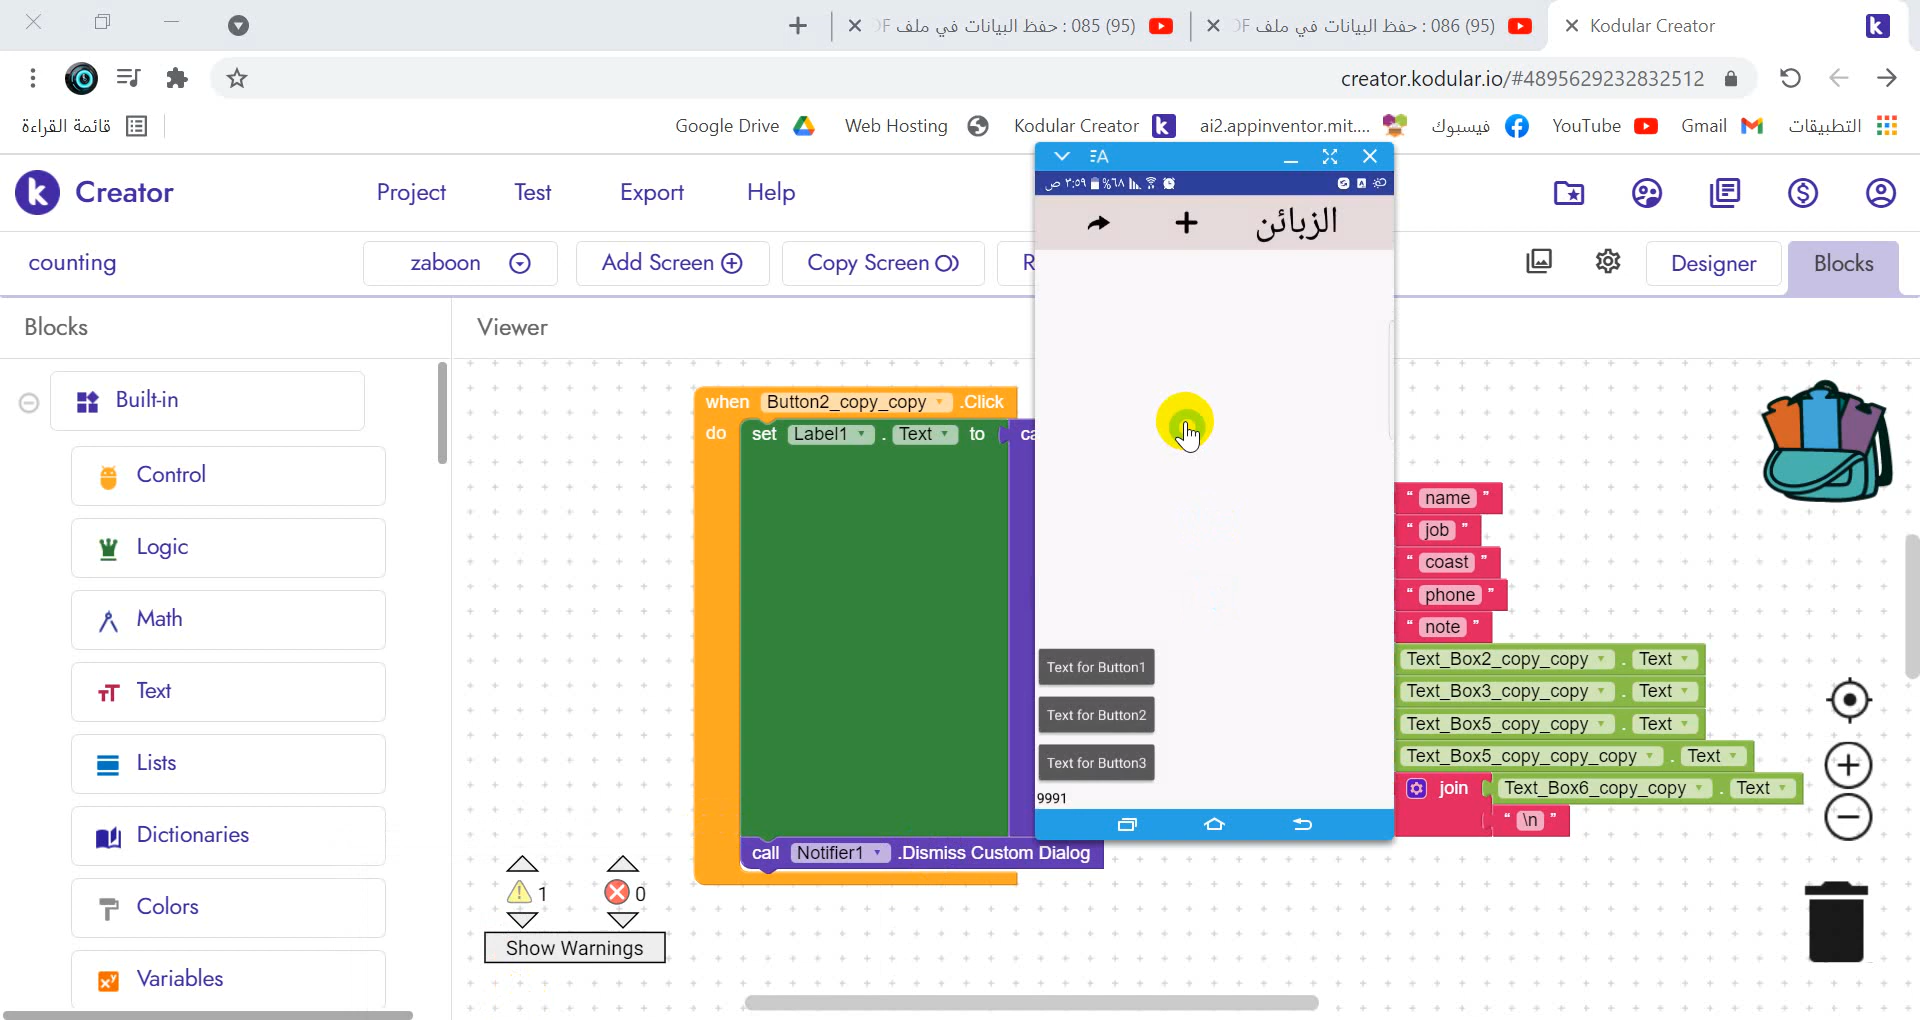 (95) 085 : حفظ البيانات في ملف
(95) 086 : حفظ البيانات في ملف
Kodular Creator
creator.kodular.io/#4895629232832512
قائمة القراءة
Google Drive
Web Hosting
Kodular Creator
ai2.appinventor.mit....
فيسبوك
YouTube
Gmail
التطبيقات
Creator
Project
Test
Export
Help
counting
zaboon
Add Screen
Copy Screen
R
Designer
Blocks
Blocks
Viewer
Built-in
Control
Logic
Math
Text
Lists
Dictionaries
Colors
Variables
when Button2_copy_copy .Click
do set Label1 . Text to ca
call Notifier1 .Dismiss Custom Dialog
1
0
Show Warnings
٣:٥٩ ص
%٦٨
الزبائن
Text for Button1
Text for Button2
Text for Button3
9991
" name "
" job "
" coast "
" phone "
" note "
Text_Box2_copy_copy . Text
Text_Box3_copy_copy . Text
Text_Box5_copy_copy . Text
Text_Box5_copy_copy_copy . Text
join Text_Box6_copy_copy . Text
" \n "